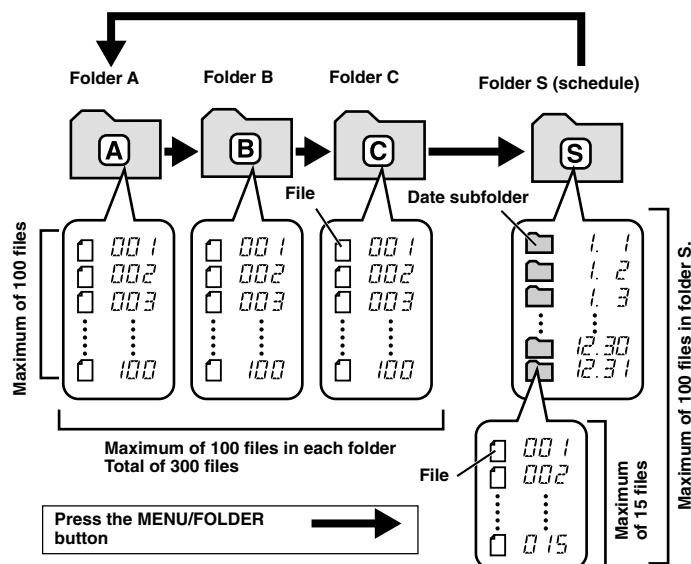 Folder A
Folder B
Folder C
Folder S (schedule)
A
B
C
S
File
Date subfolder
Maximum of 100 files
001
002
003
100
001
002
003
100
001
002
003
100
1. 1
1. 2
1. 3
12.30
12.31
Maximum of 100 files in folder S.
Maximum of 100 files in each folder
Total of 300 files
File
001
002
015
Maximum
of 15 files
Press the MENU/FOLDER
button